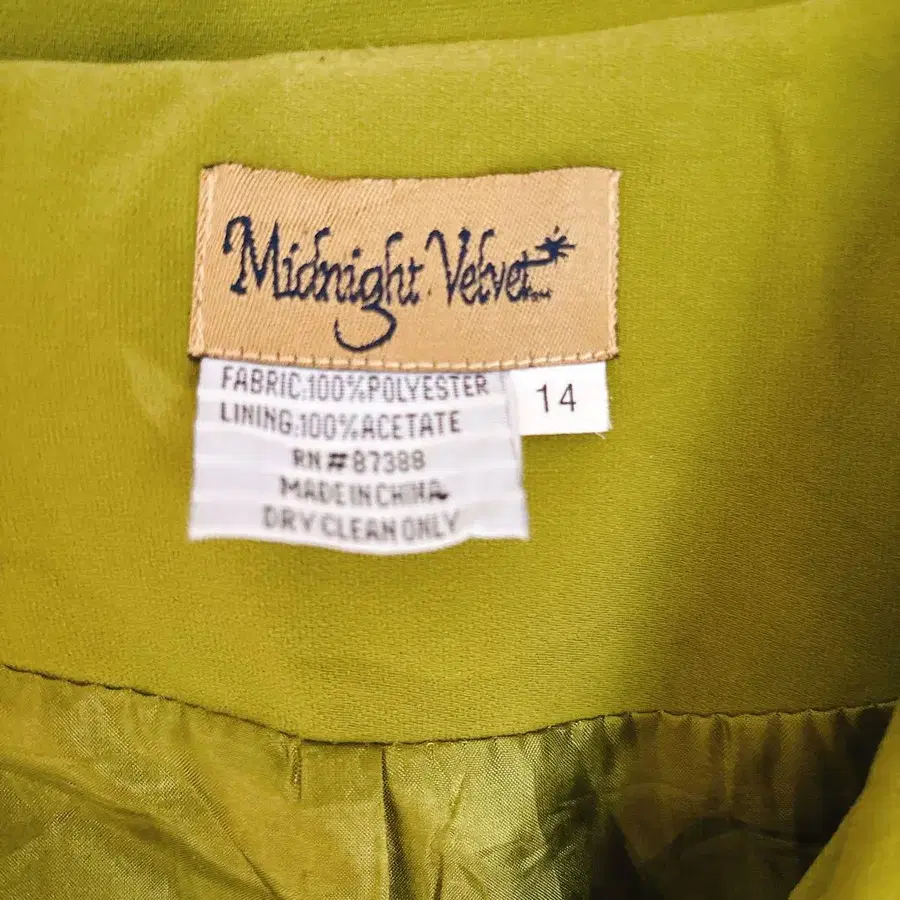 Midnight Velvet
FABRIC:100%POLYESTER
14
LINING:100%ACETATE
RN#87388
MADE IN CHINA
DRY CLEAN ONLY